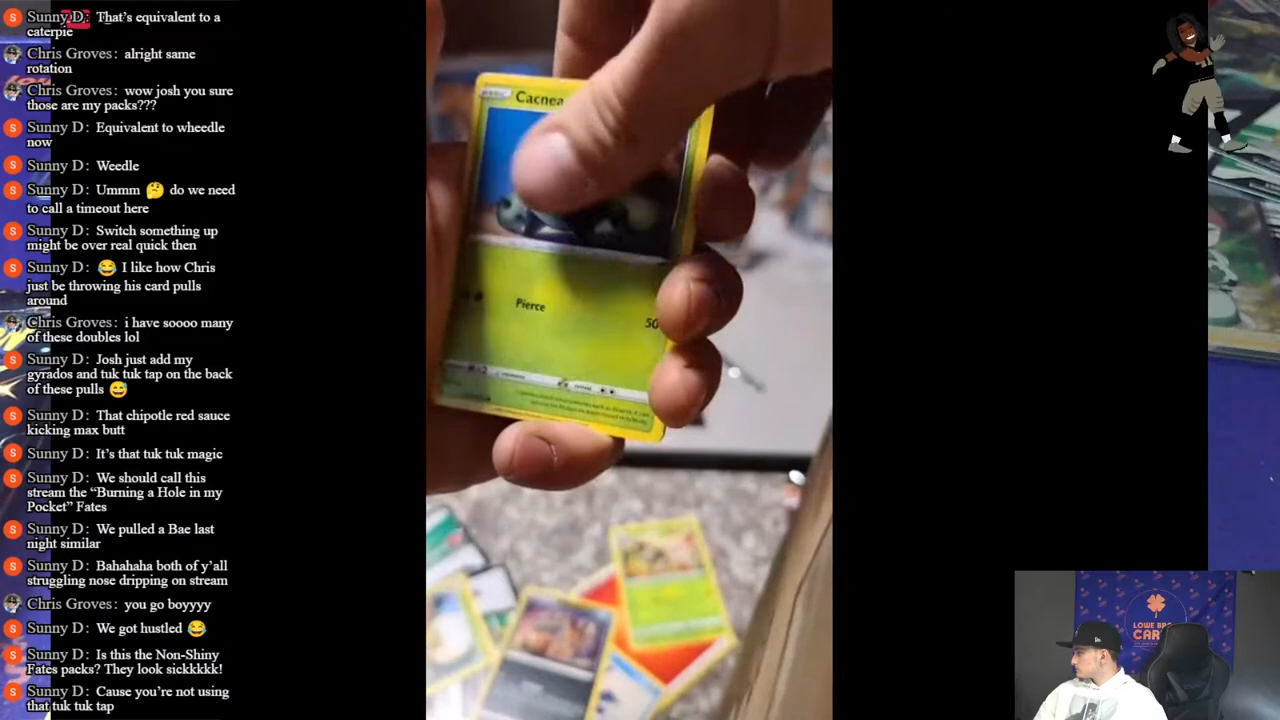 Sunny D: That's equivalent to a
caterpie
Chris Groves: alright same
rotation
Chris Groves: wow josh you sure
those are my packs???
Sunny D: Equivalent to wheedle
now
Sunny D: Weedle
Sunny D: Ummm 🤔 do we need
to call a timeout here
Sunny D: Switch something up
might be over real quick then
Sunny D: 😂 I like how Chris
just be throwing his card pulls
around
Chris Groves: i have soooo many
of these doubles lol
Sunny D: Josh just add my
gyrados and tuk tuk tap on the back
of these pulls 😅
Sunny D: That chipotle red sauce
kicking max butt
Sunny D: It's that tuk tuk magic
Sunny D: We should call this
stream the “Burning a Hole in my
Pocket” Fates
Sunny D: We pulled a Bae last
night similar
Sunny D: Bahahaha both of y'all
struggling nose dripping on stream
Chris Groves: you go boyyyy
Sunny D: We got hustled 😂
Sunny D: Is this the Non-Shiny
Fates packs? They look sickkkkk!
Sunny D: Cause you're not using
that tuk tuk tap
Cacnea
Pierce
50
LOWE